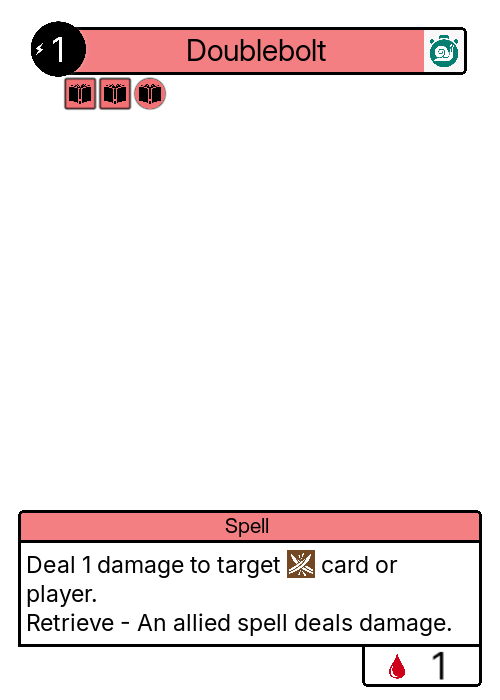 1 Doublebolt
Spell
Deal 1 damage to target card or
player.
Retrieve - An allied spell deals damage.
1